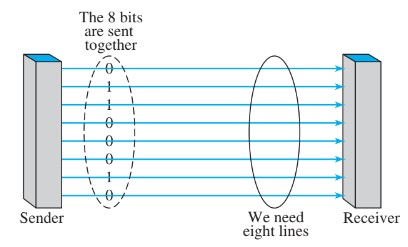 The 8 bits
are sent
together
0
1
1
0
0
0
1
0
Sender
We need
eight lines
Receiver